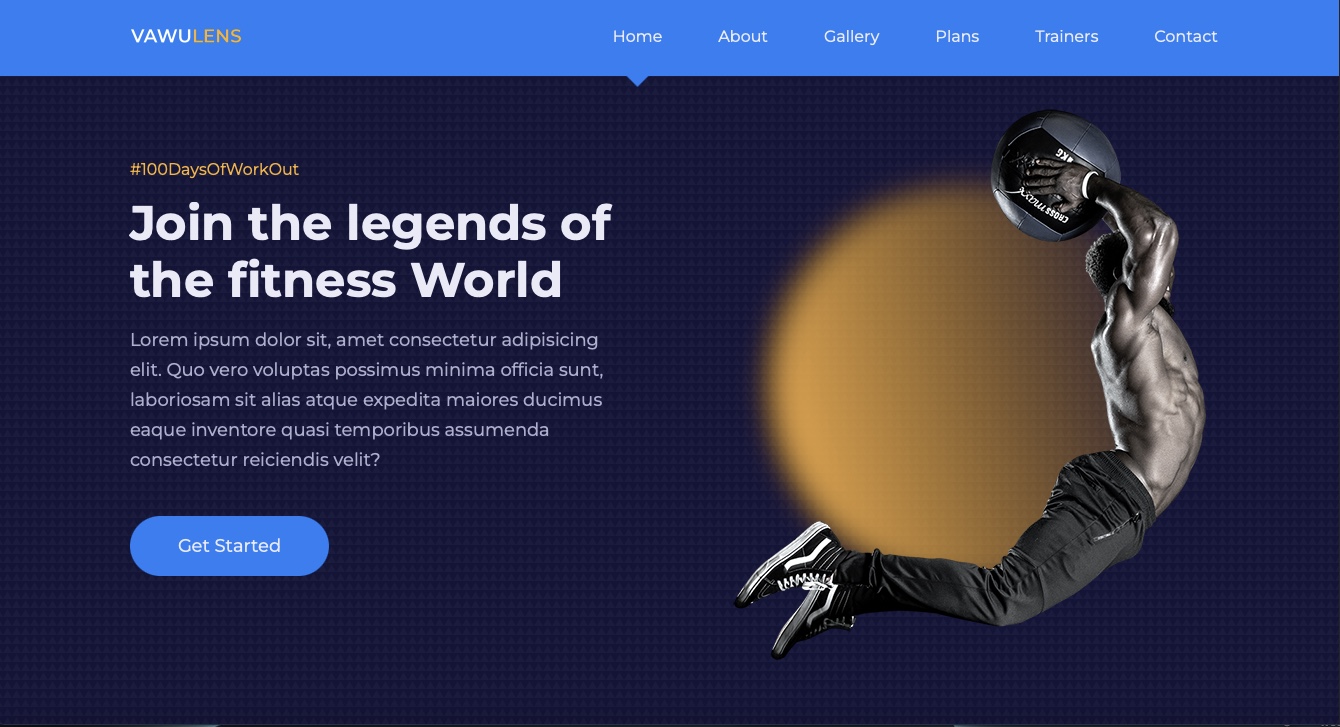 VAWULENS
Home About Gallery Plans Trainers Contact
#100DaysOfWorkOut
Join the legends of
the fitness World
Lorem ipsum dolor sit, amet consectetur adipisicing
elit. Quo vero voluptas possimus minima officia sunt,
laboriosam sit alias atque expedita maiores ducimus
eaque inventore quasi temporibus assumenda
consectetur reiciendis velit?
Get Started
KG
CROSS maxx